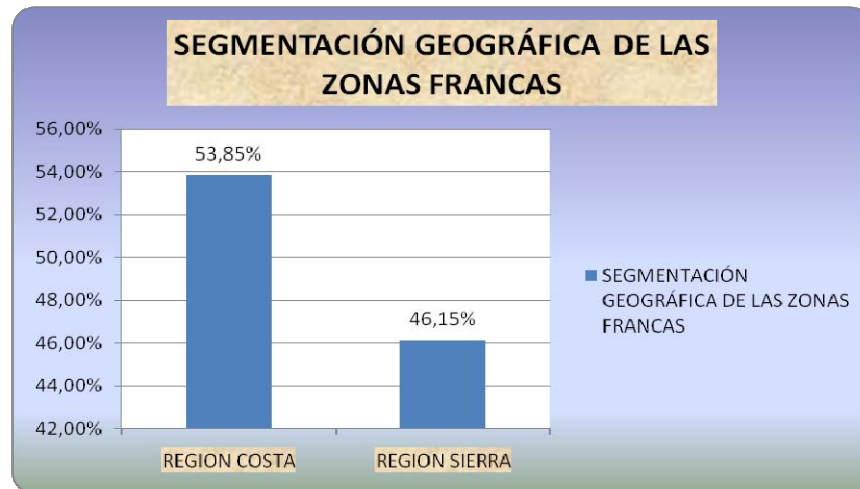 SEGMENTACIÓN GEOGRÁFICA DE LAS
ZONAS FRANCAS
56,00%
54,00%
52,00%
50,00%
48,00%
46,00%
44,00%
42,00%
53,85%
46,15%
REGION COSTA
REGION SIERRA
SEGMENTACIÓN
GEOGRÁFICA DE LAS ZONAS
FRANCAS